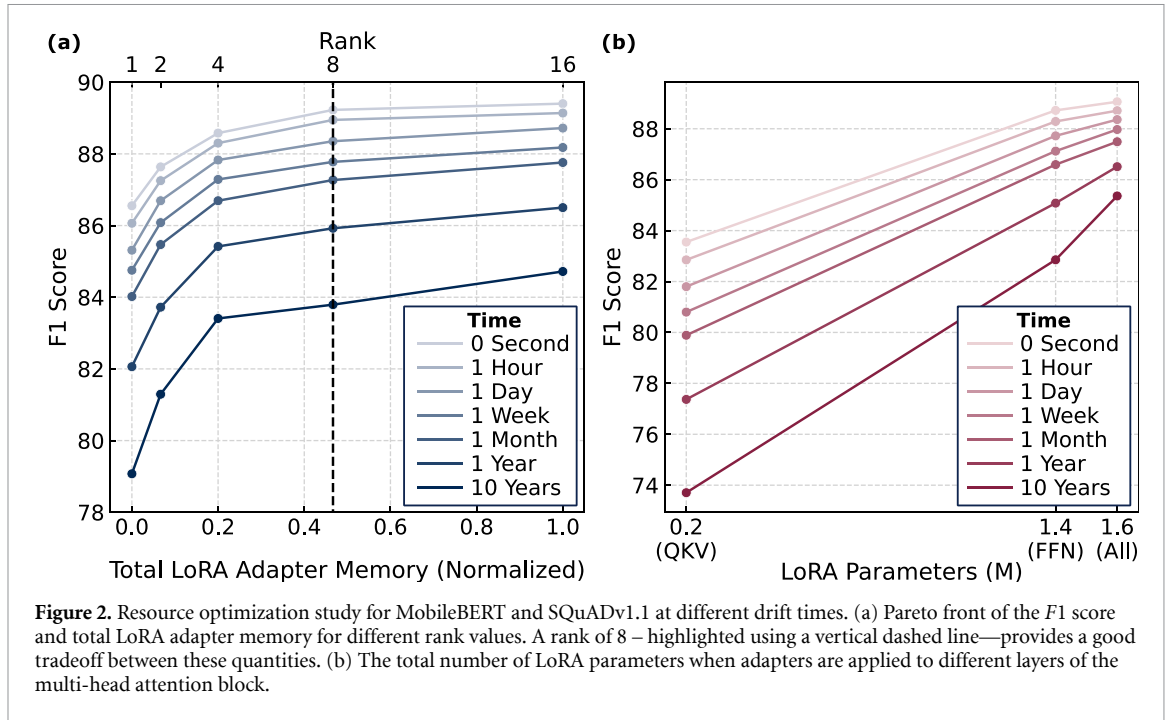 (a)
Rank
1 2 4 8 16
90
88
86
84
82
80
78
F1 Score
Time
0 Second
1 Hour
1 Day
1 Week
1 Month
1 Year
10 Years
0.0 0.2 0.4 0.6 0.8 1.0
Total LoRA Adapter Memory (Normalized)
(b)
88
86
84
82
80
78
76
74
F1 Score
Time
0 Second
1 Hour
1 Day
1 Week
1 Month
1 Year
10 Years
0.2 1.4 1.6
(QKV) (FFN) (All)
LoRA Parameters (M)
Figure 2. Resource optimization study for MobileBERT and SQuADv1.1 at different drift times. (a) Pareto front of the F1 score
and total LoRA adapter memory for different rank values. A rank of 8 – highlighted using a vertical dashed line—provides a good
tradeoff between these quantities. (b) The total number of LoRA parameters when adapters are applied to different layers of the
multi-head attention block.